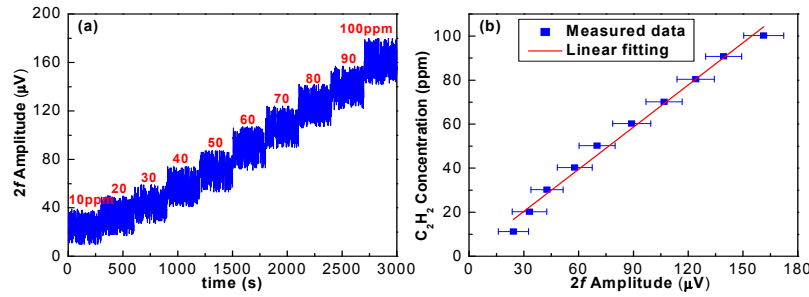 (a)
100ppm
90
80
70
60
50
40
30
20
10ppm
200
160
120
80
40
0
2f Amplitude (μV)
0 500 1000 1500 2000 2500 3000
time (s)
(b)
Measured data
Linear fitting
100
80
60
40
20
0
C₂H₂ Concentration (ppm)
0 30 60 90 120 150 180
2f Amplitude (μV)